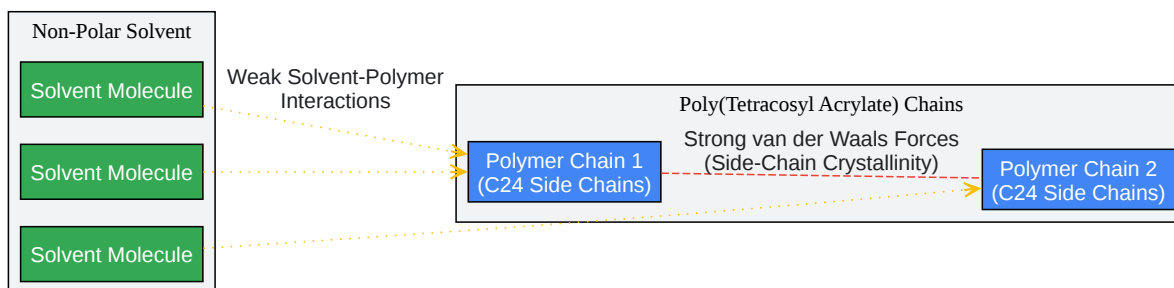 Non-Polar Solvent
Solvent Molecule
Solvent Molecule
Solvent Molecule
Weak Solvent-Polymer
Interactions
Poly(Tetracosyl Acrylate) Chains
Polymer Chain 1
(C24 Side Chains)
Strong van der Waals Forces
(Side-Chain Crystallinity)
Polymer Chain 2
(C24 Side Chains)